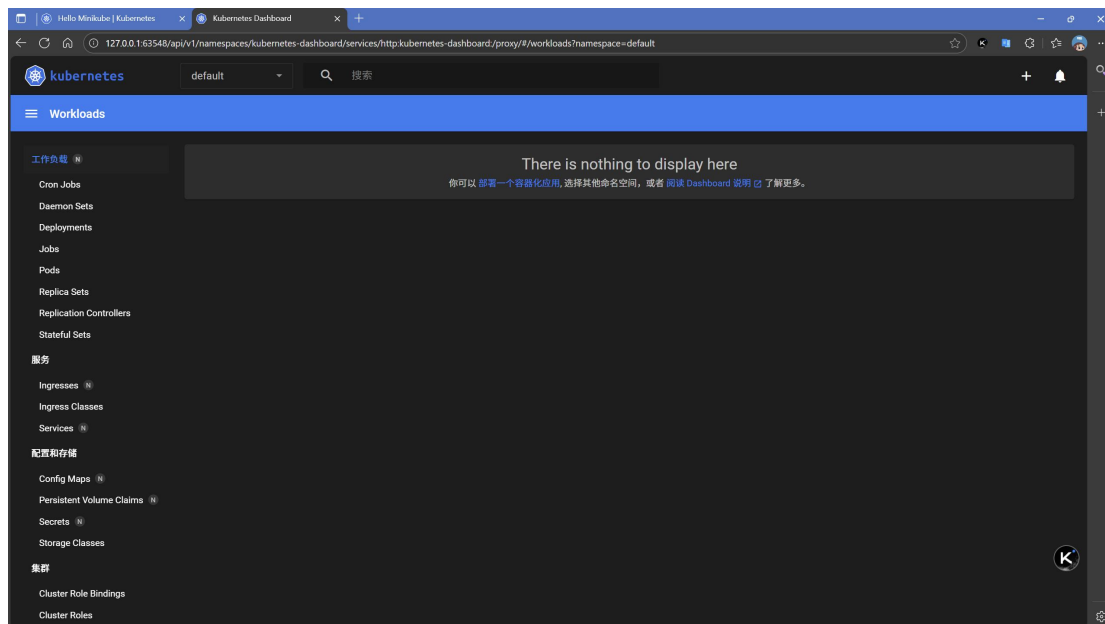 Hello Minikube | Kubernetes
Kubernetes Dashboard
127.0.0.1:63548/api/v1/namespaces/kubernetes-dashboard/services/http:kubernetes-dashboard:/proxy/#/workloads?namespace=default
kubernetes
default
搜索
Workloads
工作负载 N
There is nothing to display here
你可以 部署一个容器化应用, 选择其他命名空间，或者 阅读 Dashboard 说明 了解更多。
Cron Jobs
Daemon Sets
Deployments
Jobs
Pods
Replica Sets
Replication Controllers
Stateful Sets
服务
Ingresses N
Ingress Classes
Services N
配置和存储
Config Maps N
Persistent Volume Claims N
Secrets N
Storage Classes
K
集群
Cluster Role Bindings
Cluster Roles